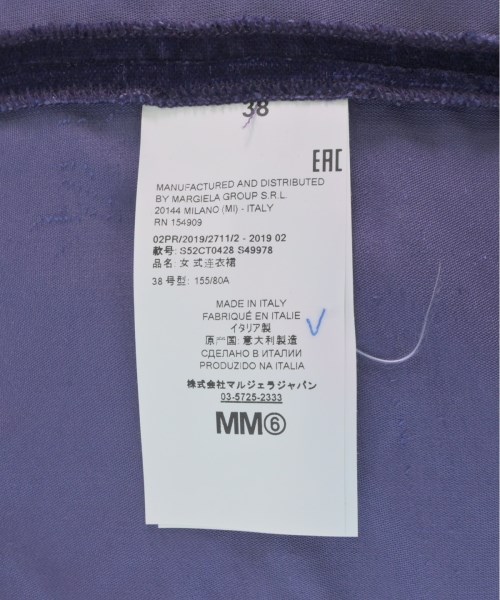 38
EAC
MANUFACTURED AND DISTRIBUTED
BY MARGIELA GROUP S.R.L.
20144 MILANO (MI) - ITALY
RN 154909
02PR/2019/2711/2 - 2019 02
款号: S52CT0428 S49978
品名: 女 式连衣裙
38 号型: 155/80A
MADE IN ITALY
FABRIQUÉ EN ITALIE
イタリア製
原产国: 意大利製造
СДЕЛАНО В ИТАЛИИ
PRODUZIDO NA ITALIA
株式会社マルジェラジャパン
03-5725-2333
MM⑥